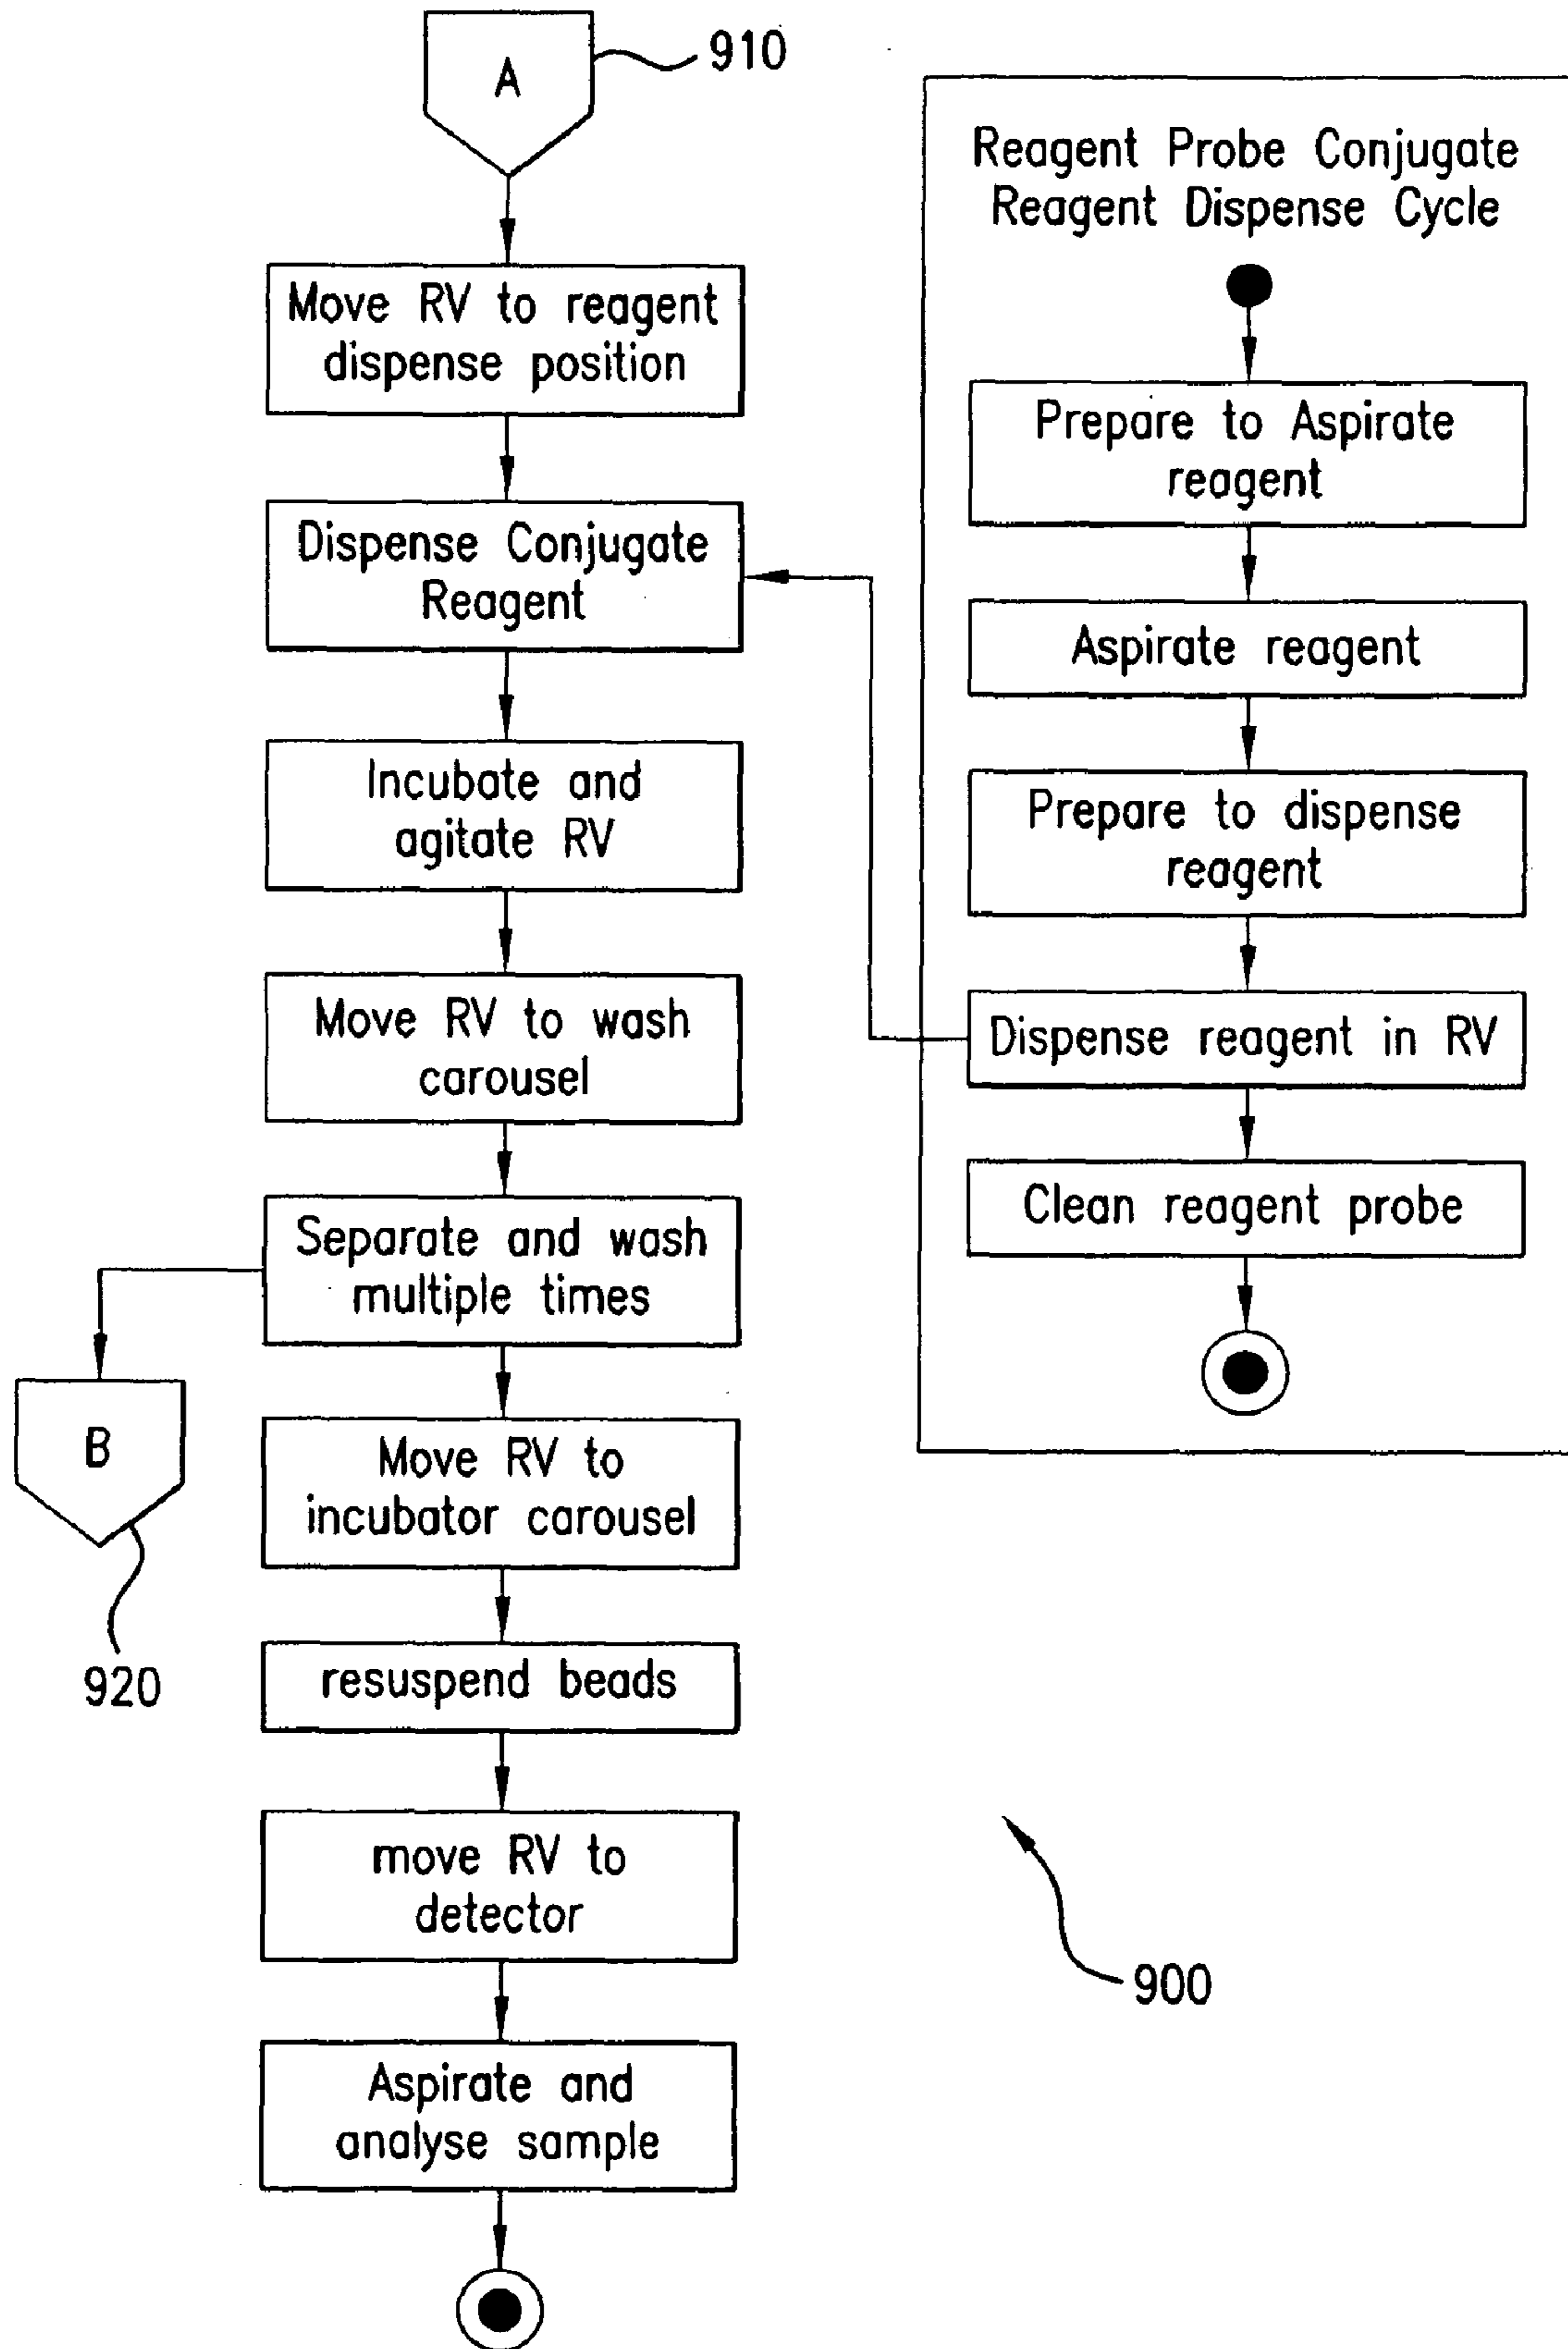 A
910
Move RV to reagent
dispense position
Dispense Conjugate
Reagent
Incubate and
agitate RV
Move RV to wash
carousel
Separate and wash
multiple times
B
920
Move RV to
incubator carousel
resuspend beads
move RV to
detector
Aspirate and
analyse sample
Reagent Probe Conjugate
Reagent Dispense Cycle
Prepare to Aspirate
reagent
Aspirate reagent
Prepare to dispense
reagent
Dispense reagent in RV
Clean reagent probe
900